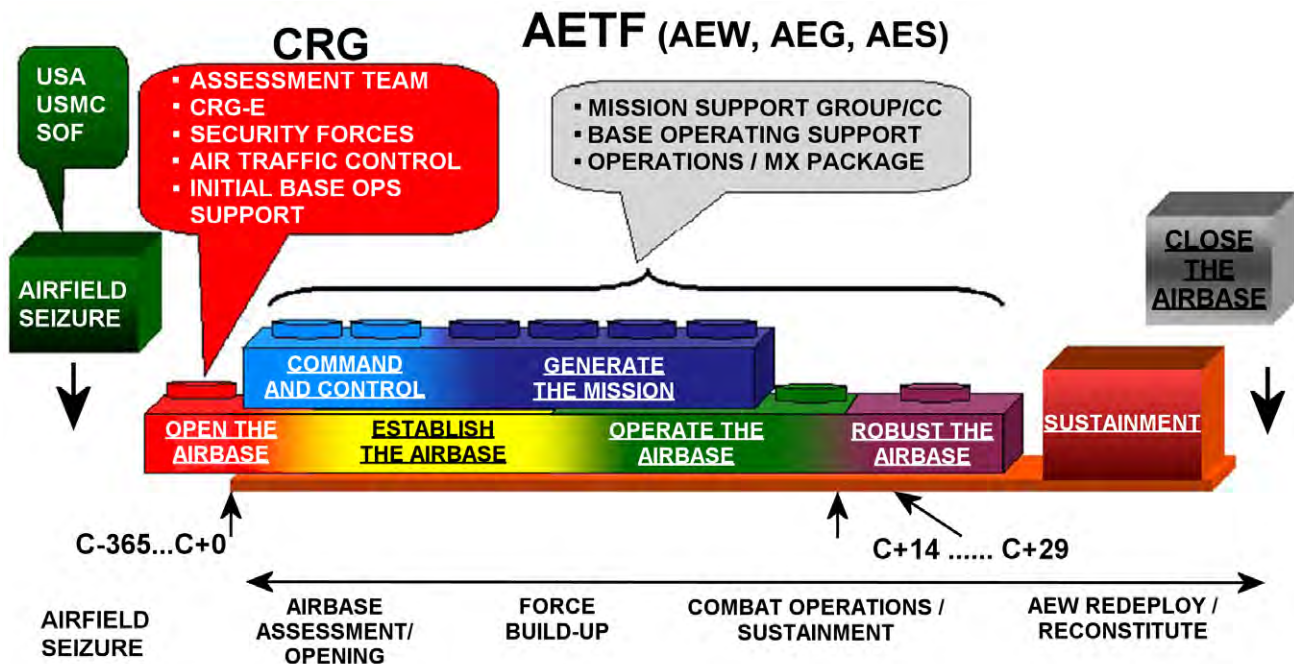 CRG
AETF (AEW, AEG, AES)
USA
USMC
SOF
▪ ASSESSMENT TEAM
▪ CRG-E
▪ SECURITY FORCES
▪ AIR TRAFFIC CONTROL
▪ INITIAL BASE OPS
SUPPORT
▪ MISSION SUPPORT GROUP/CC
▪ BASE OPERATING SUPPORT
▪ OPERATIONS / MX PACKAGE
AIRFIELD
SEIZURE
CLOSE
THE
AIRBASE
COMMAND
AND CONTROL
GENERATE
THE MISSION
OPEN THE
AIRBASE
ESTABLISH
THE AIRBASE
OPERATE THE
AIRBASE
ROBUST THE
AIRBASE
SUSTAINMENT
C-365...C+0
C+14 ...... C+29
AIRFIELD
SEIZURE
AIRBASE
ASSESSMENT/
OPENING
FORCE
BUILD-UP
COMBAT OPERATIONS /
SUSTAINMENT
AEW REDEPLOY /
RECONSTITUTE